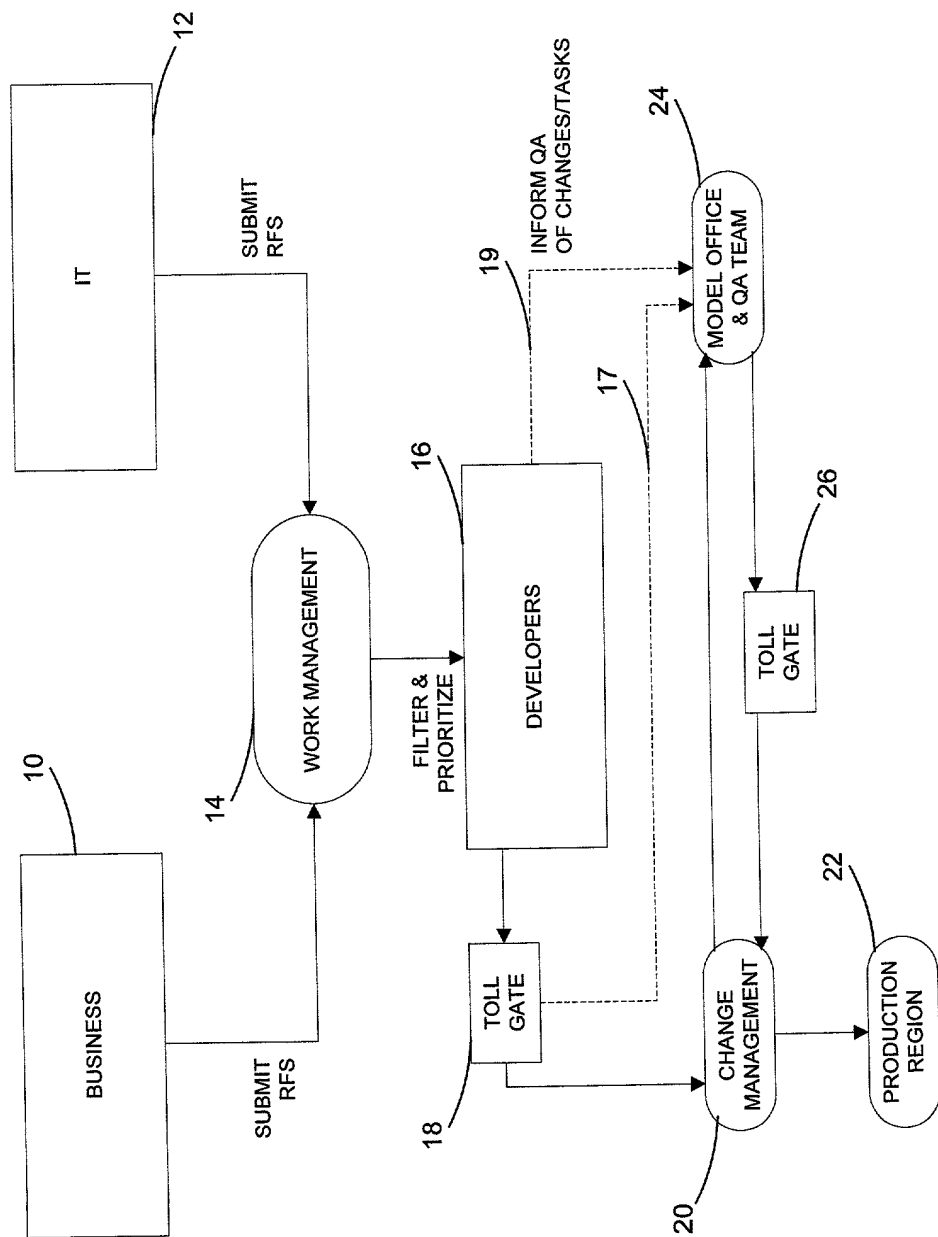 10
BUSINESS
IT
12
SUBMIT
RFS
SUBMIT
RFS
14
WORK MANAGEMENT
FILTER &
PRIORITIZE
16
DEVELOPERS
19
INFORM QA
OF CHANGES/TASKS
18
TOLL
GATE
17
20
CHANGE
MANAGEMENT
24
MODEL OFFICE
& QA TEAM
26
TOLL
GATE
22
PRODUCTION
REGION